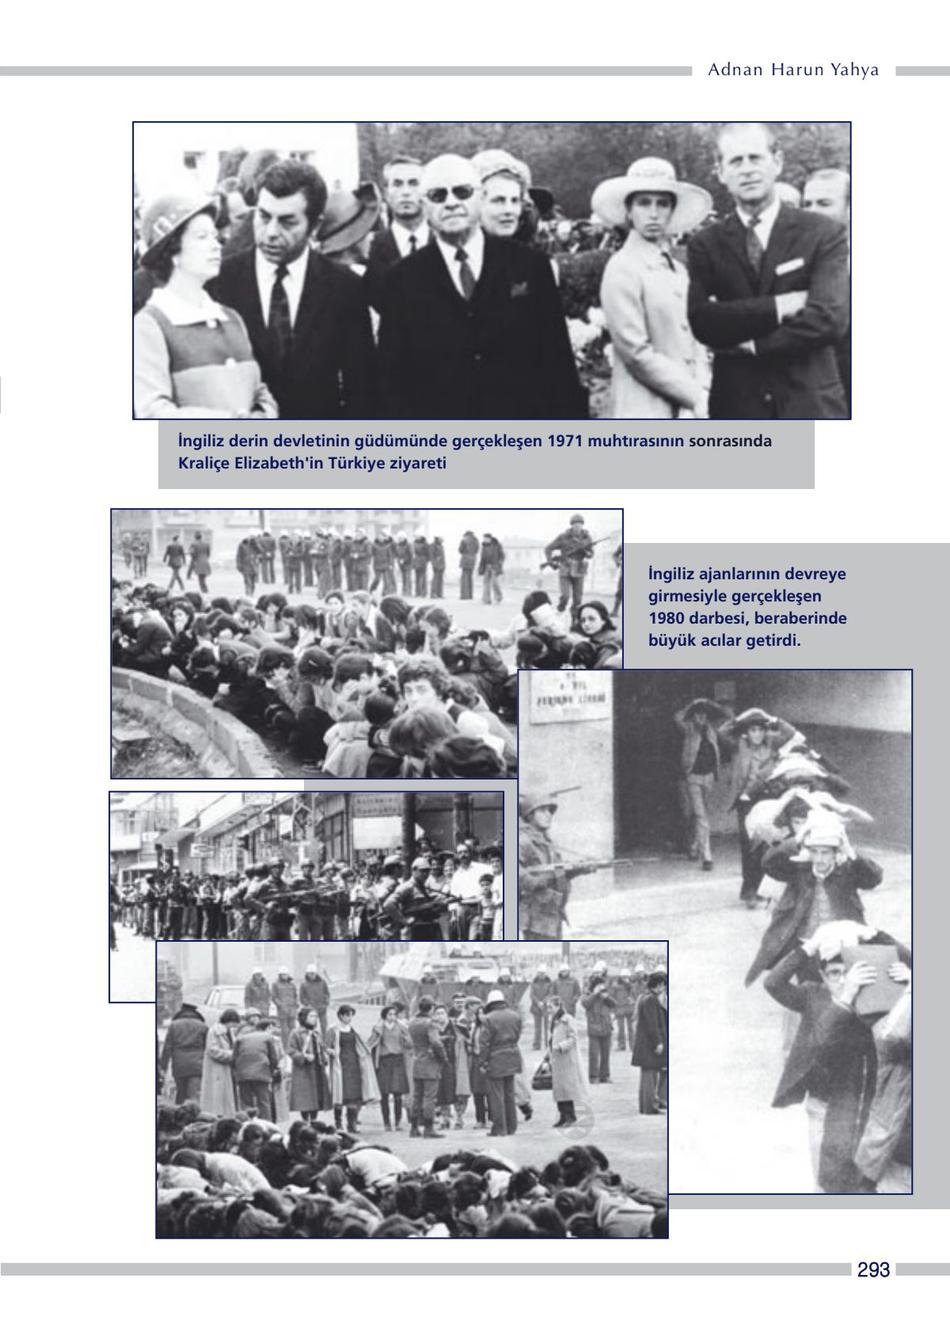 Adnan Harun Yahya
İngiliz derin devletinin güdümünde gerçekleşen 1971 muhtırasının sonrasında
Kraliçe Elizabeth'in Türkiye ziyareti
İngiliz ajanlarının devreye
girmesiyle gerçekleşen
1980 darbesi, beraberinde
büyük acılar getirdi.
293